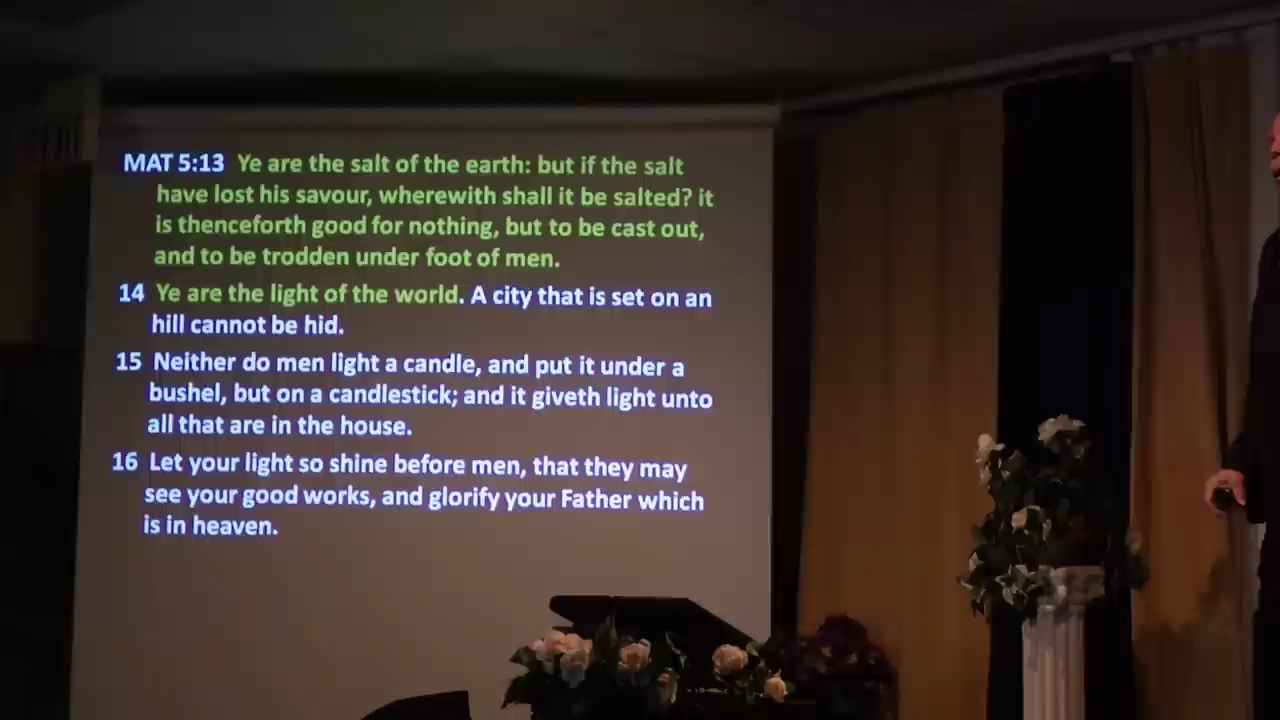 MAT 5:13 Ye are the salt of the earth: but if the salt
have lost his savour, wherewith shall it be salted? it
is thenceforth good for nothing, but to be cast out,
and to be trodden under foot of men.
14 Ye are the light of the world. A city that is set on an
hill cannot be hid.
15 Neither do men light a candle, and put it under a
bushel, but on a candlestick; and it giveth light unto
all that are in the house.
16 Let your light so shine before men, that they may
see your good works, and glorify your Father which
is in heaven.